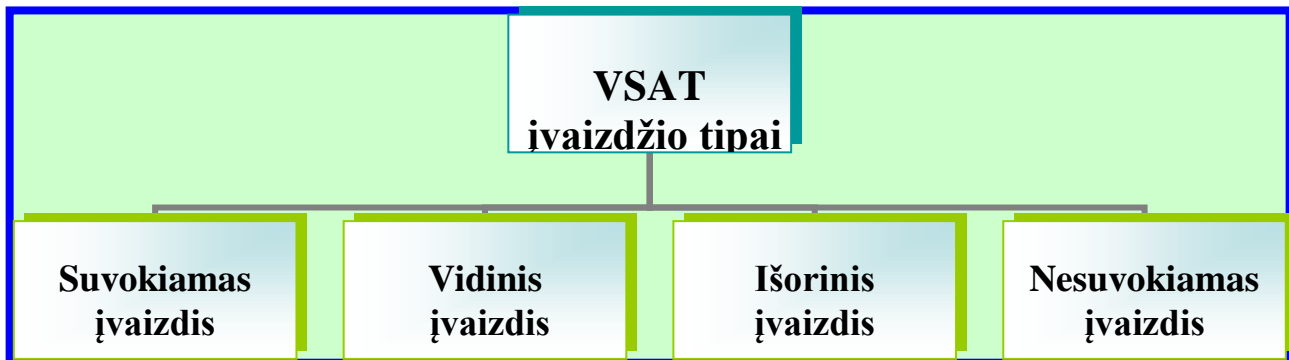 VSAT
įvaizdžio tipai
Suvokiamas
įvaizdis
Vidinis
įvaizdis
Išorinis
įvaizdis
Nesuvokiamas
įvaizdis